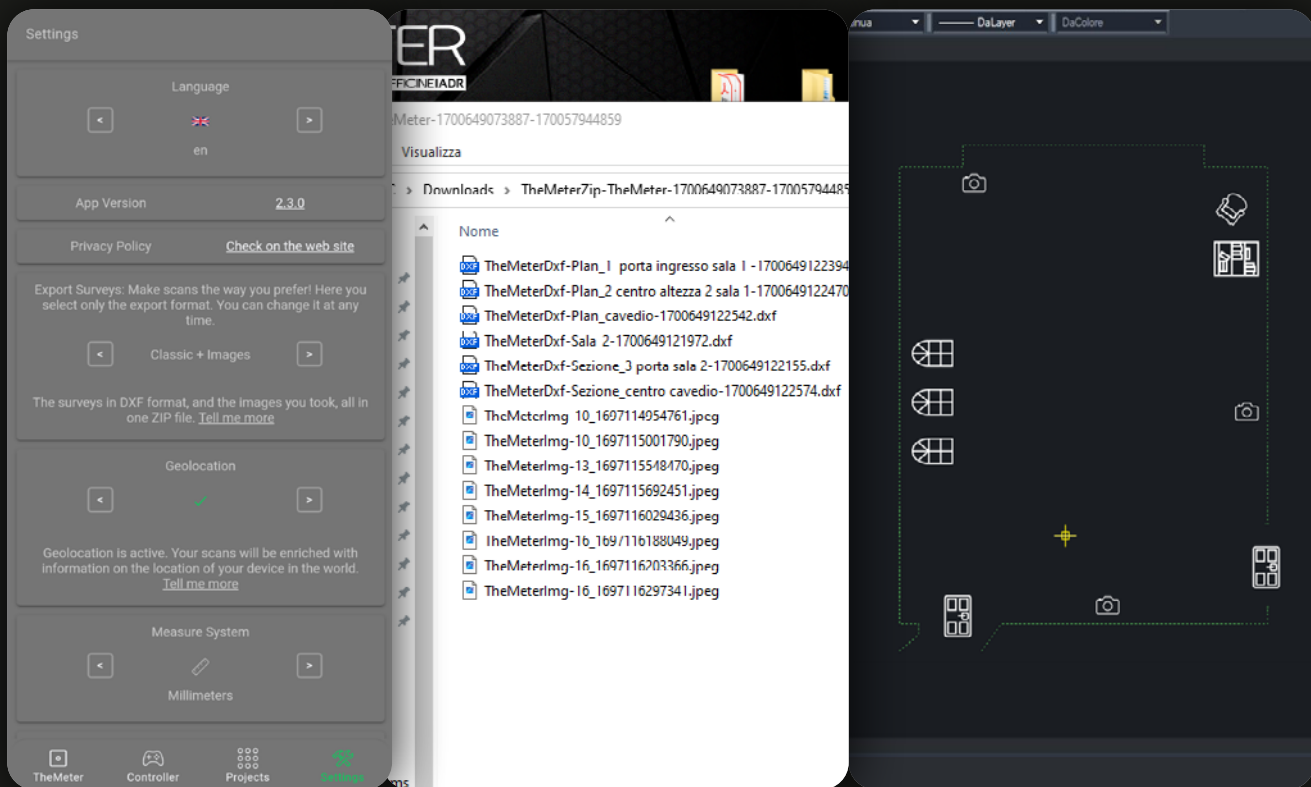 Settings
Language
<
>
en
App Version
2.3.0
Privacy Policy
Check on the web site
Export Surveys: Make scans the way you prefer! Here you
select only the export format. You can change it at any
time.
<
Classic + Images
>
The surveys in DXF format, and the images you took, all in
one ZIP file. Tell me more
Geolocation
<
>
Geolocation is active. Your scans will be enriched with
information on the location of your device in the world.
Tell me more
Measure System
<
>
Millimeters
TheMeter
Controller
Projects
Settings
TER
FFICINEIADR
eMeter-1700649073887-170057944859
Visualizza
Downloads > TheMeterZip-TheMeter-1700649073887-17005794485
Nome
TheMeterDxf-Plan_1 porta ingresso sala 1 -1700649122394
TheMeterDxf-Plan_2 centro altezza 2 sala 1-1700649122470
TheMeterDxf-Plan_cavedio-1700649122542.dxf
TheMeterDxf-Sala 2-1700649121972.dxf
TheMeterDxf-Sezione_3 porta sala 2-1700649122155.dxf
TheMeterDxf-Sezione_centro cavedio-1700649122574.dxf
TheMeterImg-10_1697114954761.jpeg
TheMeterImg-10_1697115001790.jpeg
TheMeterImg-13_1697115548470.jpeg
TheMeterImg-14_1697115692451.jpeg
TheMeterImg-15_1697116029436.jpeg
TheMeterImg-16_1697116188049.jpeg
TheMeterImg-16_1697116203366.jpeg
TheMeterImg-16_1697116297341.jpeg
ms
nua
DaLayer
DaColore